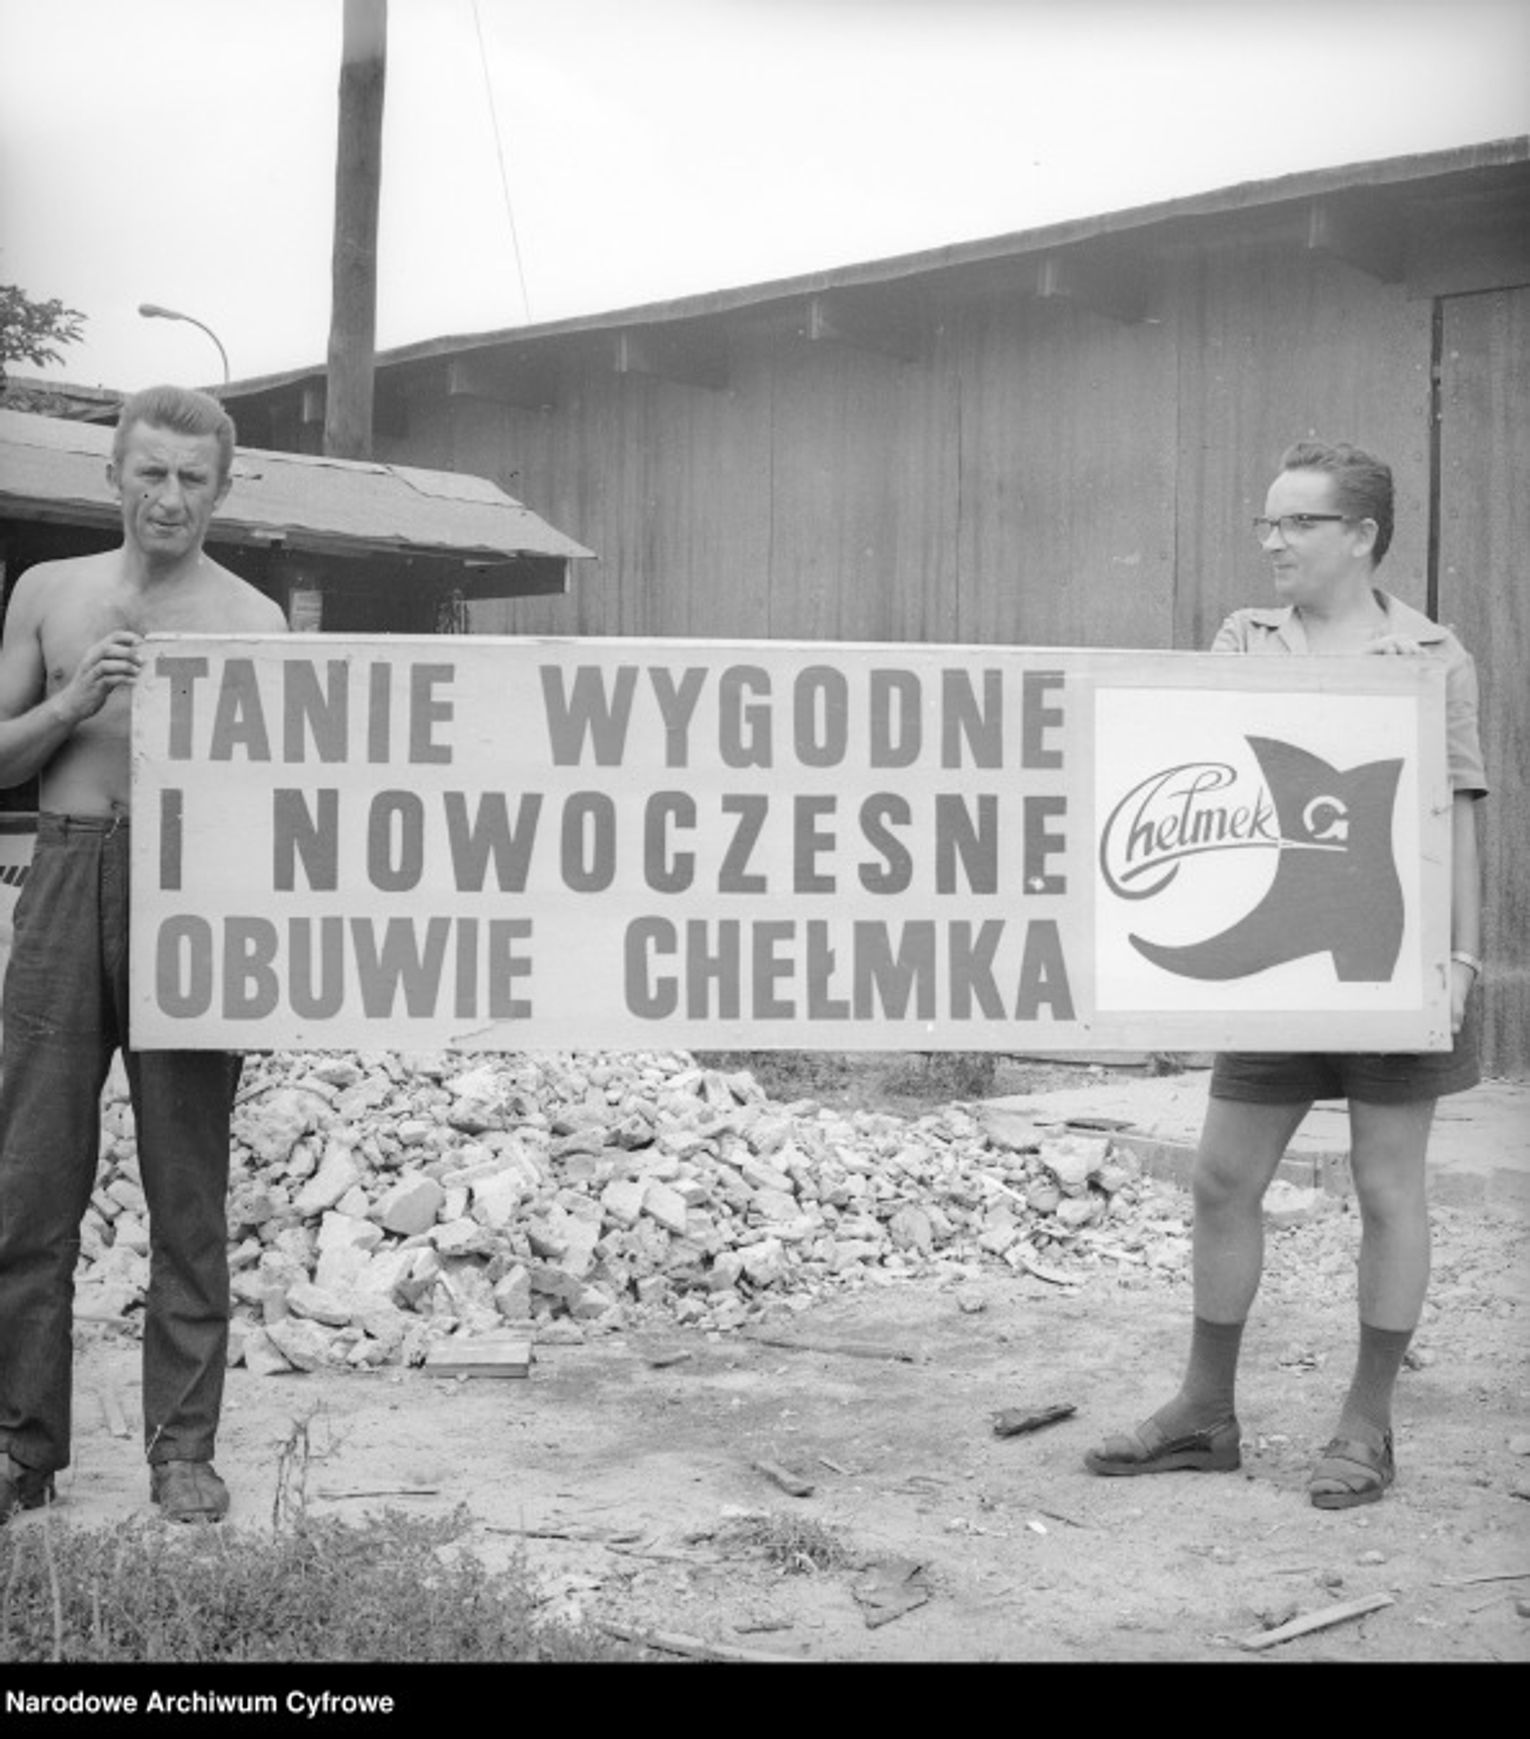 TANIE WYGODNE
I NOWOCZESNE
OBUWIE CHEŁMKA
Chełmek
Narodowe Archiwum Cyfrowe